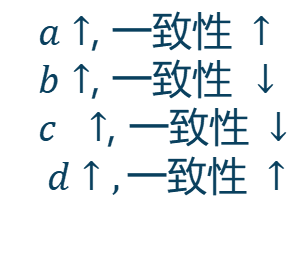 a ↑, 一致性 ↑
b ↑, 一致性 ↓
c ↑, 一致性 ↓
d ↑ , 一致性 ↑